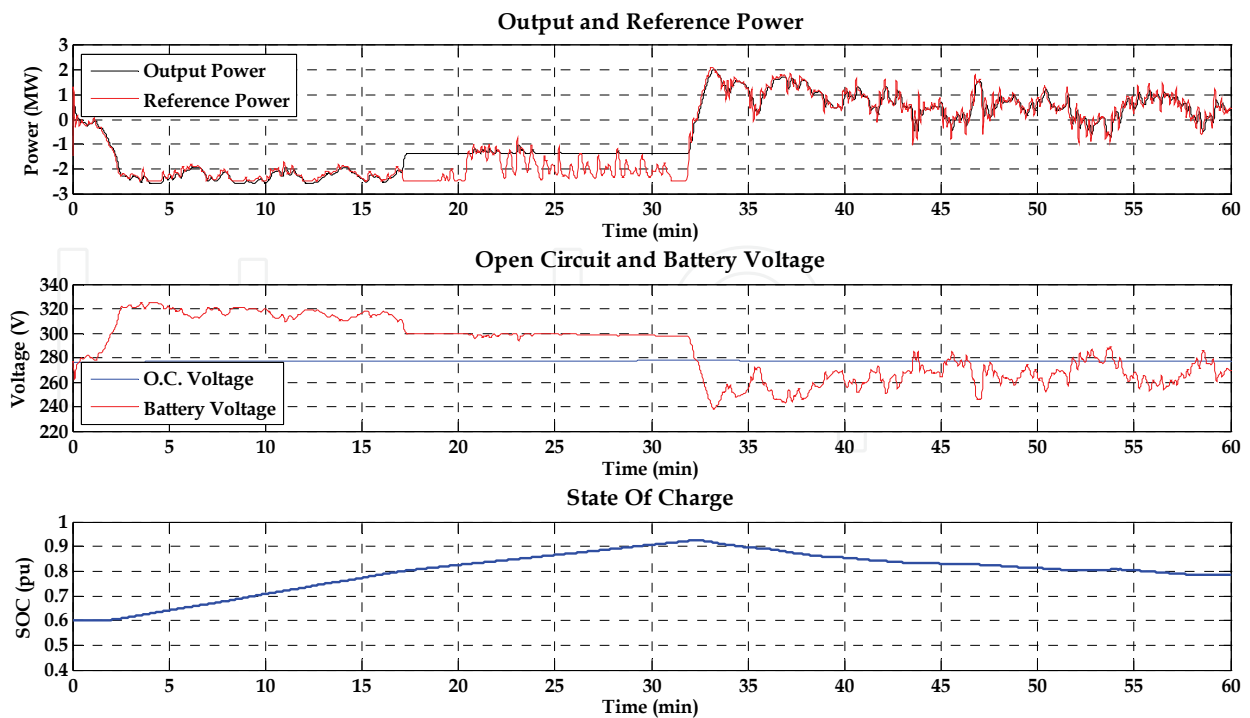 Output and Reference Power
Power (MW)
3
2
1
0
-1
-2
-3
Output Power
Reference Power
0 5 10 15 20 25 30 35 40 45 50 55 60
Time (min)
Open Circuit and Battery Voltage
Voltage (V)
340
320
300
280
260
240
220
O.C. Voltage
Battery Voltage
0 5 10 15 20 25 30 35 40 45 50 55 60
Time (min)
State Of Charge
SOC (pu)
1
0.9
0.8
0.7
0.6
0.5
0.4
0 5 10 15 20 25 30 35 40 45 50 55 60
Time (min)